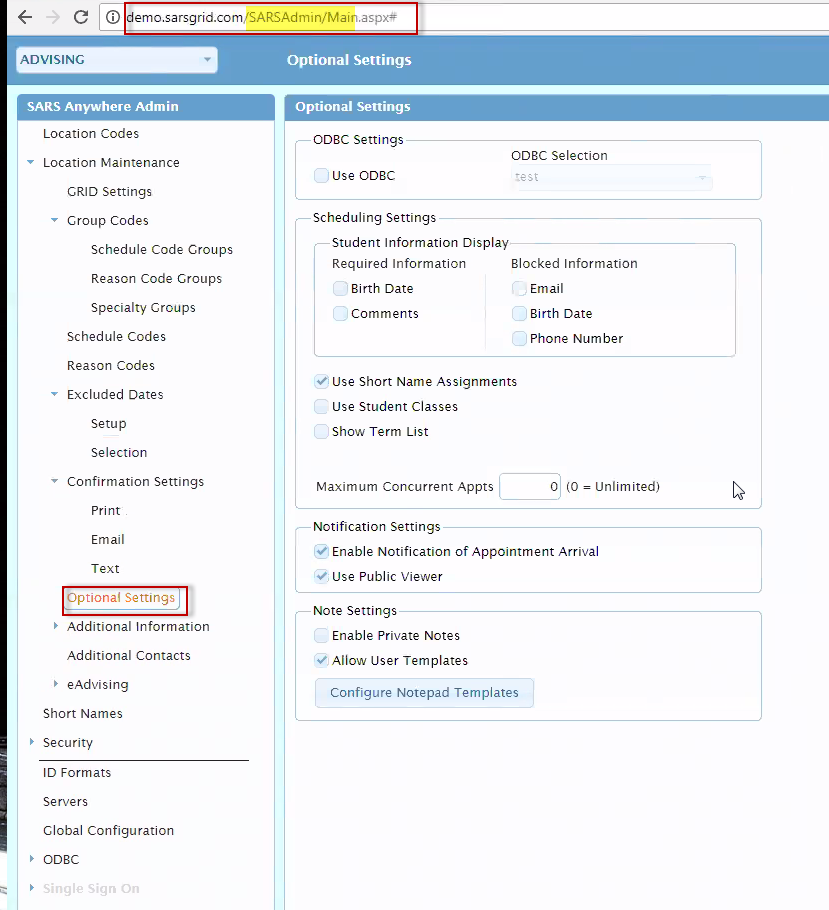 demo.sarsgrid.com/SARSAdmin/Main.aspx#
ADVISING
Optional Settings
SARS Anywhere Admin
Location Codes
Location Maintenance
GRID Settings
Group Codes
Schedule Code Groups
Reason Code Groups
Specialty Groups
Schedule Codes
Reason Codes
Excluded Dates
Setup
Selection
Confirmation Settings
Print
Email
Text
Optional Settings
Additional Information
Additional Contacts
eAdvising
Short Names
Security
ID Formats
Servers
Global Configuration
ODBC
Single Sign On
Optional Settings
ODBC Settings
Use ODBC
ODBC Selection
test
Scheduling Settings
Student Information Display
Required Information
Birth Date
Comments
Blocked Information
Email
Birth Date
Phone Number
Use Short Name Assignments
Use Student Classes
Show Term List
Maximum Concurrent Appts 0 (0 = Unlimited)
Notification Settings
Enable Notification of Appointment Arrival
Use Public Viewer
Note Settings
Enable Private Notes
Allow User Templates
Configure Notepad Templates